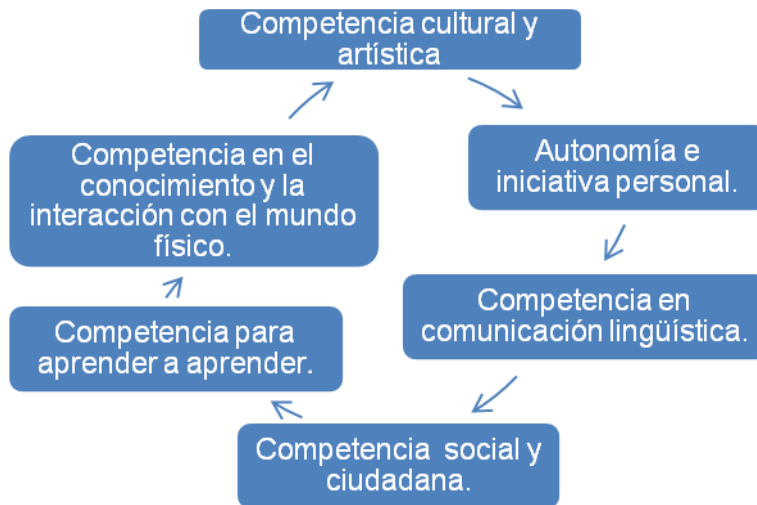 Competencia cultural y
artística
Autonomía e
iniciativa personal.
Competencia en
comunicación lingüística.
Competencia social y
ciudadana.
Competencia para
aprender a aprender.
Competencia en el
conocimiento y la
interacción con el mundo
físico.